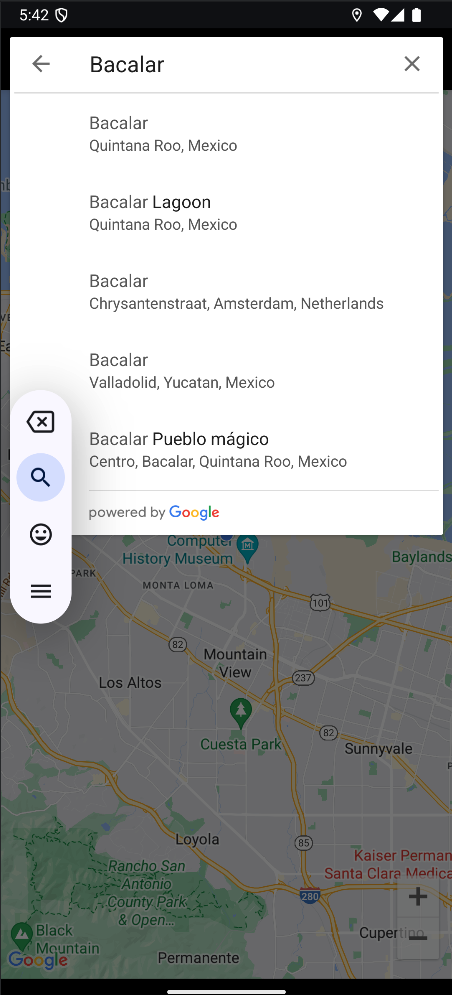 5:42
Bacalar
Bacalar
Quintana Roo, Mexico
Bacalar Lagoon
Quintana Roo, Mexico
Bacalar
Chrysantenstraat, Amsterdam, Netherlands
Bacalar
Valladolid, Yucatan, Mexico
Bacalar Pueblo mágico
Centro, Bacalar, Quintana Roo, Mexico
powered by Google
Computer
History Museum
Baylands
PARK
MONTA LOMA
101
82
Mountain
View
237
Los Altos
82
Cuesta Park
Sunnyvale
Loyola
85
Kaiser Perman
Santa Clara Medica
Rancho San
Antonio
County Park
& Open...
280
Black
Mountain
Cupertino
Google
Permanente